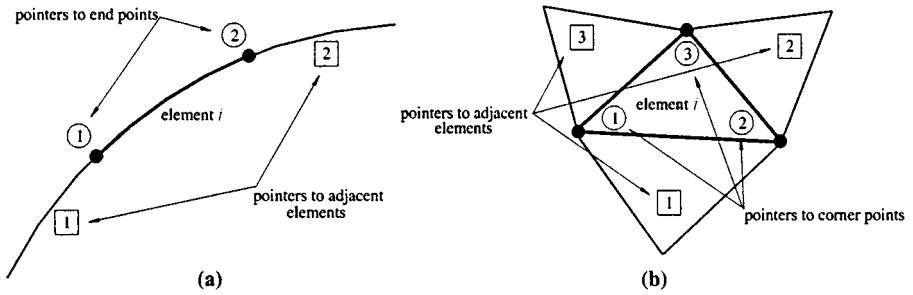 pointers to end points
2
2
element i
1
1
pointers to adjacent
elements
(a)
3
3
2
pointers to adjacent
elements
element i
1
2
1
pointers to corner points
(b)